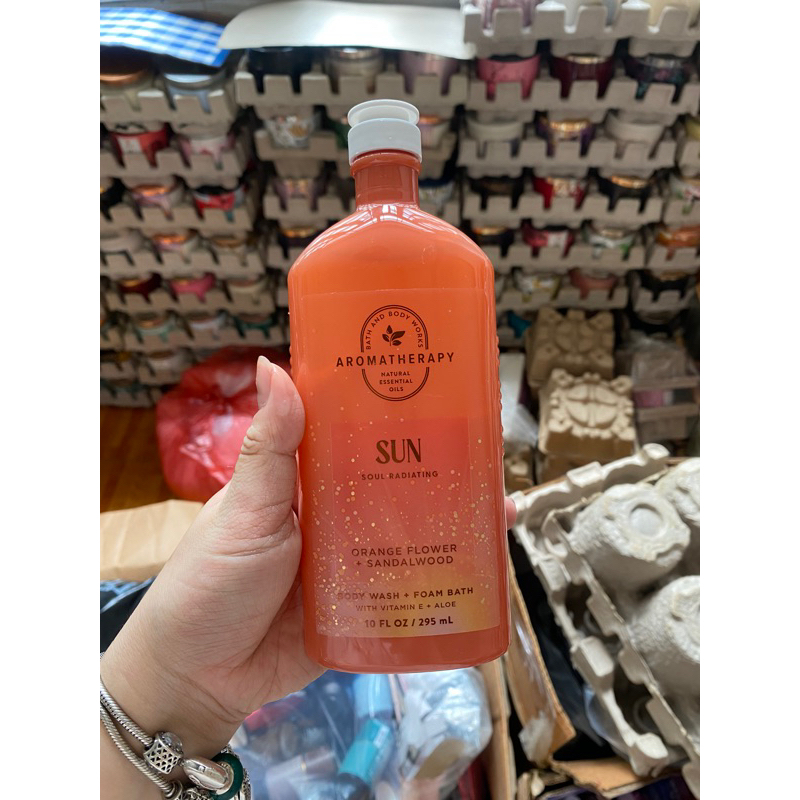 BATH AND BODY WORKS
AROMATHERAPY
NATURAL
ESSENTIAL
OILS
SUN
SOUL RADIATING
ORANGE FLOWER
+ SANDALWOOD
BODY WASH + FOAM BATH
WITH VITAMIN E + ALOE
10 FL OZ / 295 mL